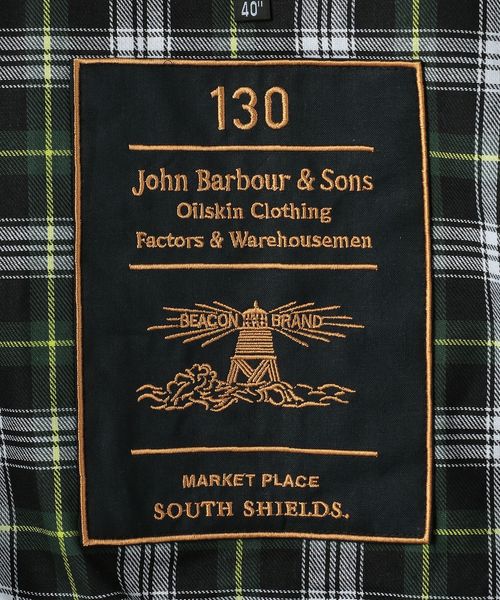 40"
130
John Barbour & Sons
Oilskin Clothing
Factors & Warehousemen
BEACON BRAND
MARKET PLACE
SOUTH SHIELDS.